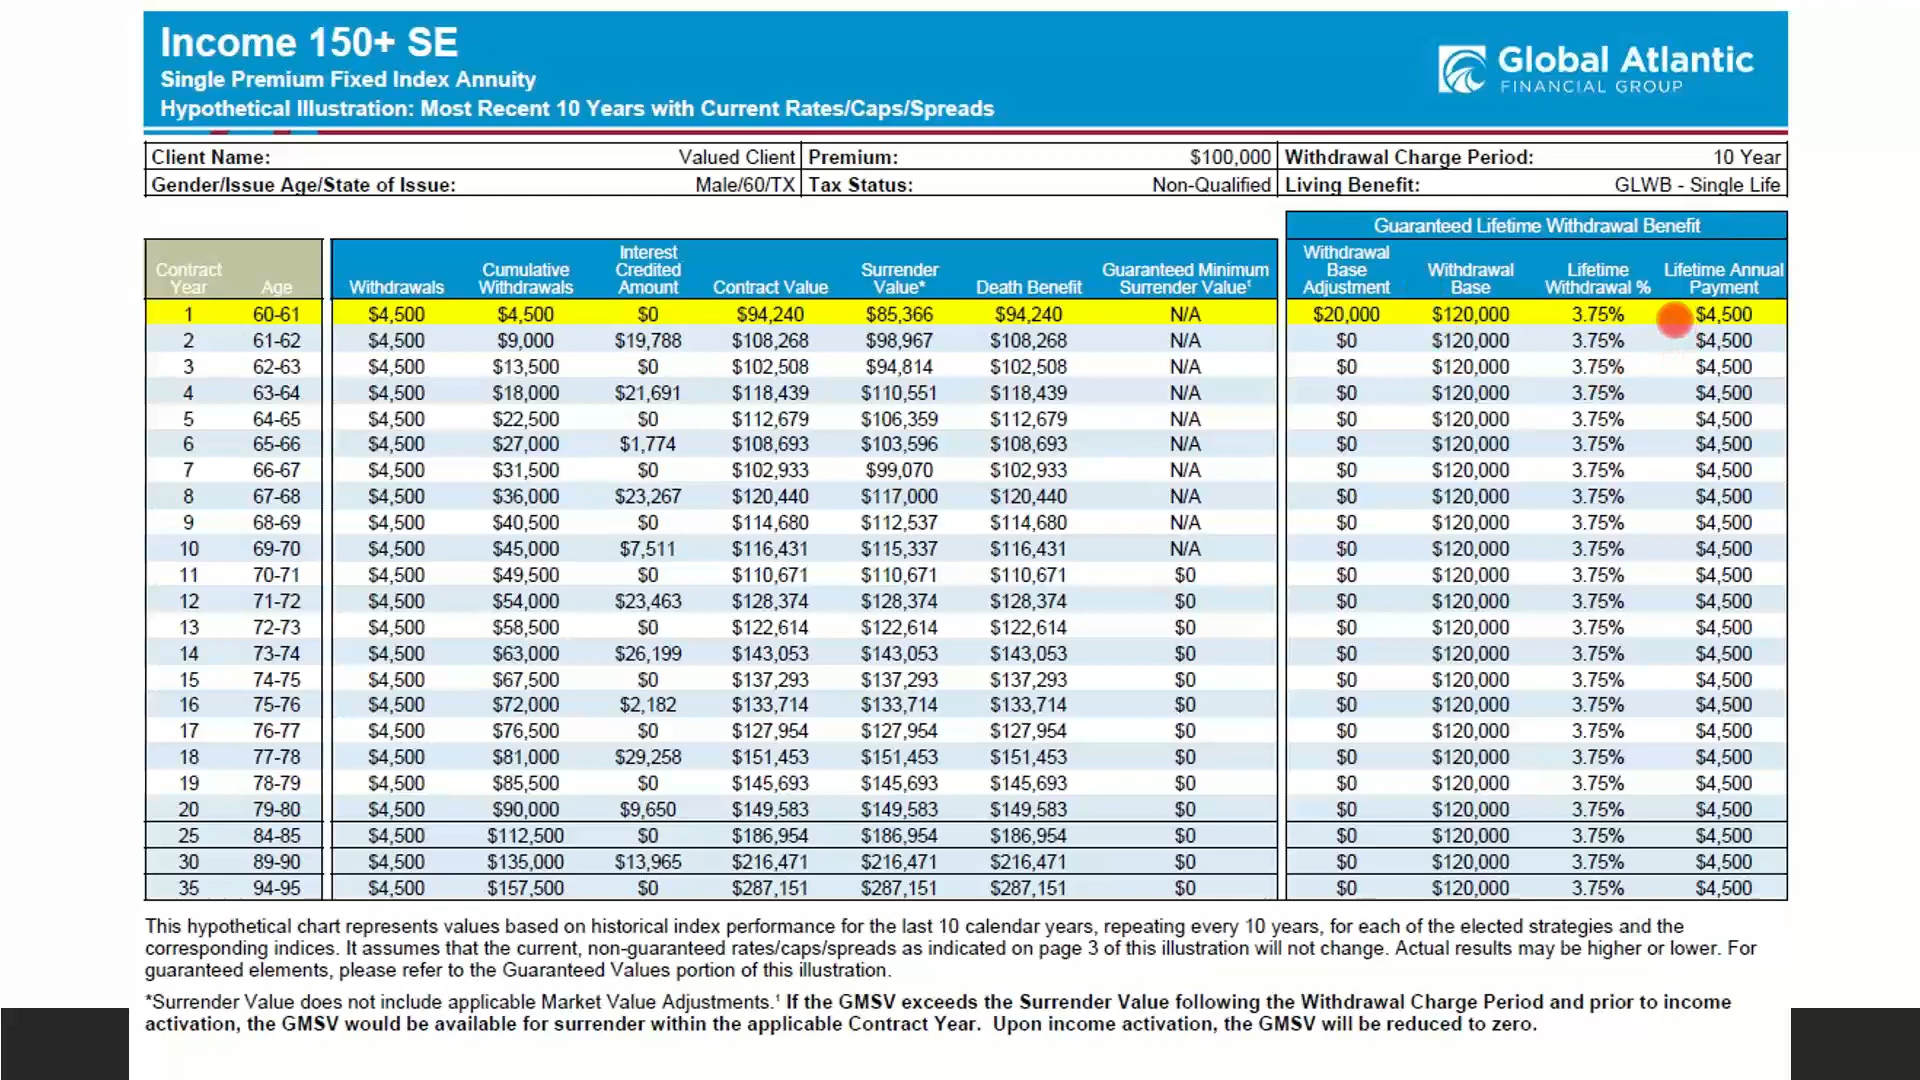 Income 150+ SE
Single Premium Fixed Index Annuity
Hypothetical Illustration: Most Recent 10 Years with Current Rates/Caps/Spreads
Global Atlantic
FINANCIAL GROUP
Client Name: Valued Client Premium: $100,000 Withdrawal Charge Period: 10 Year
Gender/Issue Age/State of Issue: Male/60/TX Tax Status: Non-Qualified Living Benefit: GLWB - Single Life
Guaranteed Lifetime Withdrawal Benefit
Contract Year Age Withdrawals Cumulative Withdrawals Interest Credited Amount Contract Value Surrender Value* Death Benefit Guaranteed Minimum Surrender Value¹ Withdrawal Base Adjustment Withdrawal Base Lifetime Withdrawal % Lifetime Annual Payment
1 60-61 $4,500 $4,500 $0 $94,240 $85,366 $94,240 N/A $20,000 $120,000 3.75% $4,500
2 61-62 $4,500 $9,000 $19,788 $108,268 $98,967 $108,268 N/A $0 $120,000 3.75% $4,500
3 62-63 $4,500 $13,500 $0 $102,508 $94,814 $102,508 N/A $0 $120,000 3.75% $4,500
4 63-64 $4,500 $18,000 $21,691 $118,439 $110,551 $118,439 N/A $0 $120,000 3.75% $4,500
5 64-65 $4,500 $22,500 $0 $112,679 $106,359 $112,679 N/A $0 $120,000 3.75% $4,500
6 65-66 $4,500 $27,000 $1,774 $108,693 $103,596 $108,693 N/A $0 $120,000 3.75% $4,500
7 66-67 $4,500 $31,500 $0 $102,933 $99,070 $102,933 N/A $0 $120,000 3.75% $4,500
8 67-68 $4,500 $36,000 $23,267 $120,440 $117,000 $120,440 N/A $0 $120,000 3.75% $4,500
9 68-69 $4,500 $40,500 $0 $114,680 $112,537 $114,680 N/A $0 $120,000 3.75% $4,500
10 69-70 $4,500 $45,000 $7,511 $116,431 $115,337 $116,431 N/A $0 $120,000 3.75% $4,500
11 70-71 $4,500 $49,500 $0 $110,671 $110,671 $110,671 $0 $0 $120,000 3.75% $4,500
12 71-72 $4,500 $54,000 $23,463 $128,374 $128,374 $128,374 $0 $0 $120,000 3.75% $4,500
13 72-73 $4,500 $58,500 $0 $122,614 $122,614 $122,614 $0 $0 $120,000 3.75% $4,500
14 73-74 $4,500 $63,000 $26,199 $143,053 $143,053 $143,053 $0 $0 $120,000 3.75% $4,500
15 74-75 $4,500 $67,500 $0 $137,293 $137,293 $137,293 $0 $0 $120,000 3.75% $4,500
16 75-76 $4,500 $72,000 $2,182 $133,714 $133,714 $133,714 $0 $0 $120,000 3.75% $4,500
17 76-77 $4,500 $76,500 $0 $127,954 $127,954 $127,954 $0 $0 $120,000 3.75% $4,500
18 77-78 $4,500 $81,000 $29,258 $151,453 $151,453 $151,453 $0 $0 $120,000 3.75% $4,500
19 78-79 $4,500 $85,500 $0 $145,693 $145,693 $145,693 $0 $0 $120,000 3.75% $4,500
20 79-80 $4,500 $90,000 $9,650 $149,583 $149,583 $149,583 $0 $0 $120,000 3.75% $4,500
25 84-85 $4,500 $112,500 $0 $186,954 $186,954 $186,954 $0 $0 $120,000 3.75% $4,500
30 89-90 $4,500 $135,000 $13,965 $216,471 $216,471 $216,471 $0 $0 $120,000 3.75% $4,500
35 94-95 $4,500 $157,500 $0 $287,151 $287,151 $287,151 $0 $0 $120,000 3.75% $4,500
This hypothetical chart represents values based on historical index performance for the last 10 calendar years, repeating every 10 years, for each of the elected strategies and the
corresponding indices. It assumes that the current, non-guaranteed rates/caps/spreads as indicated on page 3 of this illustration will not change. Actual results may be higher or lower. For
guaranteed elements, please refer to the Guaranteed Values portion of this illustration.
*Surrender Value does not include applicable Market Value Adjustments.¹ If the GMSV exceeds the Surrender Value following the Withdrawal Charge Period and prior to income
activation, the GMSV would be available for surrender within the applicable Contract Year. Upon income activation, the GMSV will be reduced to zero.